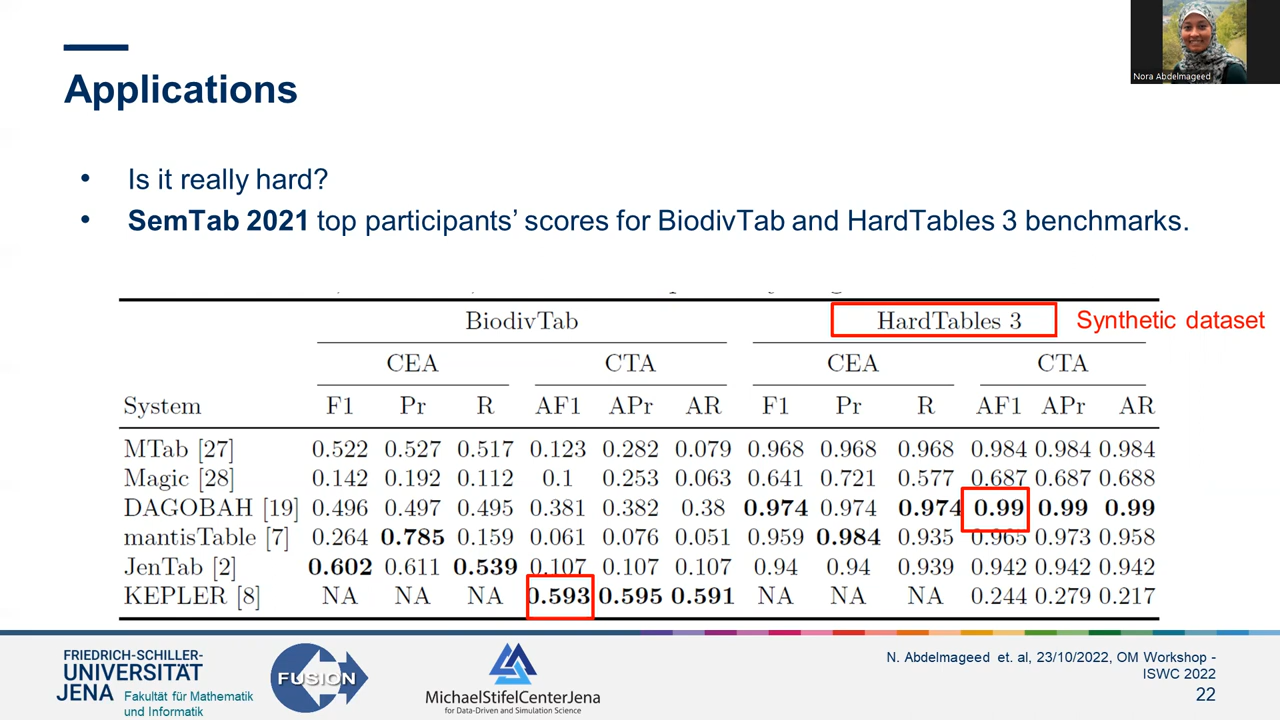 Nora Abdelmageed
Applications
• Is it really hard?
• SemTab 2021 top participants’ scores for BiodivTab and HardTables 3 benchmarks.
BiodivTab HardTables 3 Synthetic dataset
CEA CTA CEA CTA
System F1 Pr R AF1 APr AR F1 Pr R AF1 APr AR
MTab [27] 0.522 0.527 0.517 0.123 0.282 0.079 0.968 0.968 0.968 0.984 0.984 0.984
Magic [28] 0.142 0.192 0.112 0.1 0.253 0.063 0.641 0.721 0.577 0.687 0.687 0.688
DAGOBAH [19] 0.496 0.497 0.495 0.381 0.382 0.38 0.974 0.974 0.974 0.99 0.99 0.99
mantisTable [7] 0.264 0.785 0.159 0.061 0.076 0.051 0.959 0.984 0.935 0.965 0.973 0.958
JenTab [2] 0.602 0.611 0.539 0.107 0.107 0.107 0.94 0.94 0.939 0.942 0.942 0.942
KEPLER [8] NA NA NA 0.593 0.595 0.591 NA NA NA 0.244 0.279 0.217
FRIEDRICH-SCHILLER-
UNIVERSITÄT
JENA Fakultät für Mathematik
und Informatik
FUSION
MichaelStifelCenterJena
for Data-Driven and Simulation Science
N. Abdelmageed et. al, 23/10/2022, OM Workshop -
ISWC 2022
22